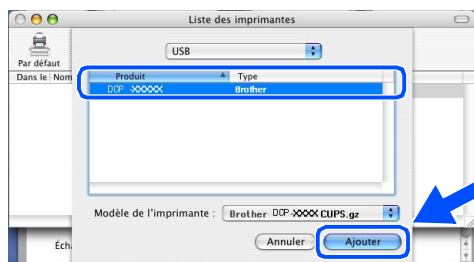 Liste des imprimantes
USB
Par défaut
Dans le Nom
Produit Type
DCP-XXXXX Brother
Modèle de l'imprimante : Brother DCP-XXXX CUPS.gz
Éch
Annuler Ajouter